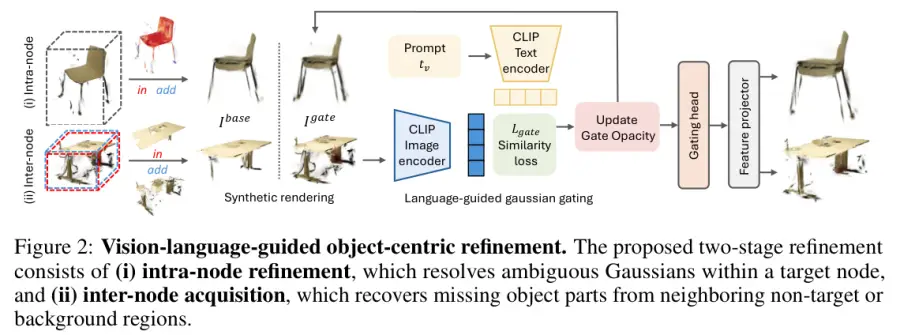 (i) Intra-node
in add
I^base
I^gate
Prompt
t_v
CLIP
Text
encoder
CLIP
Image
encoder
L_gate
Similarity
loss
Update
Gate Opacity
Gating head
Feature projector
(ii) Inter-node
in
add
Synthetic rendering
Language-guided gaussian gating
Figure 2: Vision-language-guided object-centric refinement. The proposed two-stage refinement
consists of (i) intra-node refinement, which resolves ambiguous Gaussians within a target node,
and (ii) inter-node acquisition, which recovers missing object parts from neighboring non-target or
background regions.